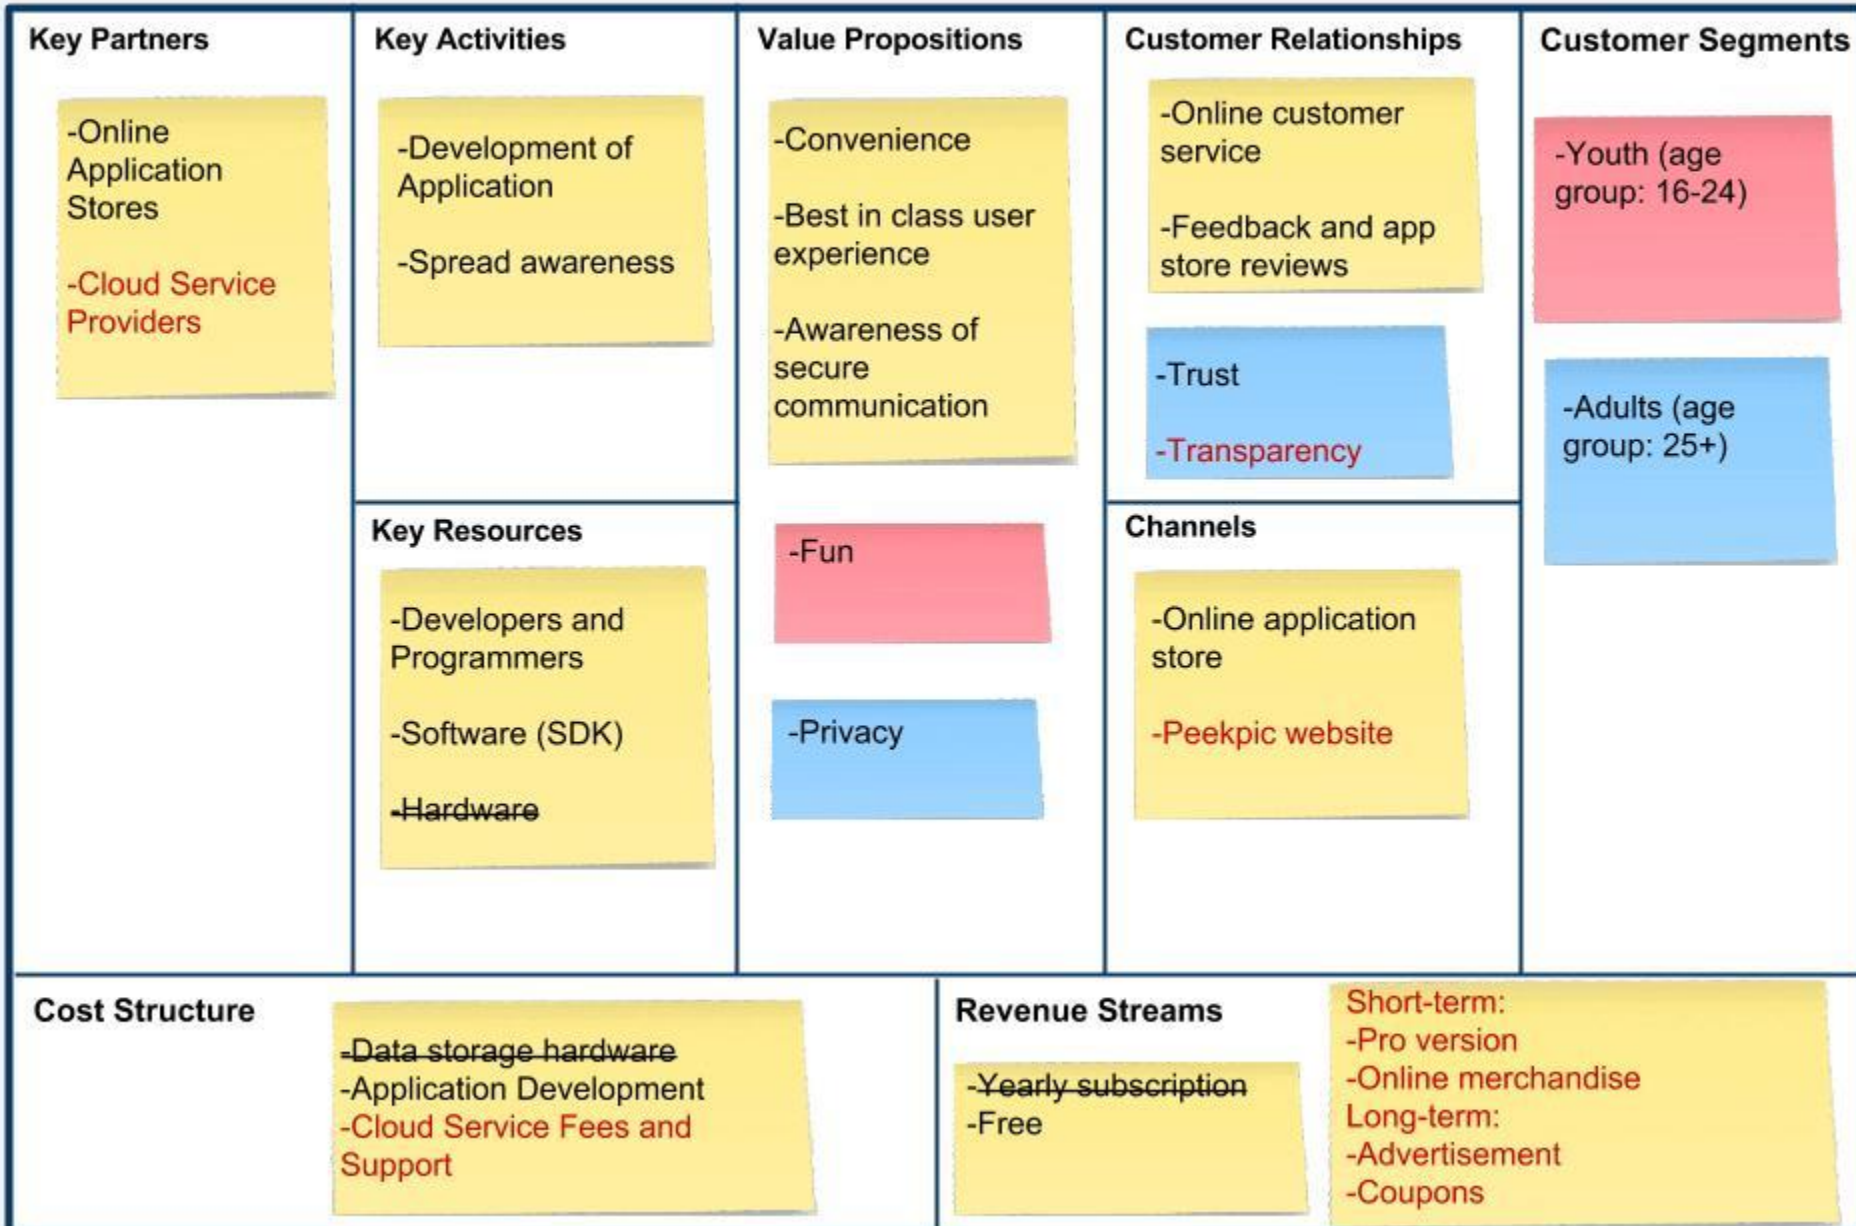 Key Partners
-Online
Application
Stores
-Cloud Service
Providers
Key Activities
-Development of
Application
-Spread awareness
Key Resources
-Developers and
Programmers
-Software (SDK)
-Hardware
Value Propositions
-Convenience
-Best in class user
experience
-Awareness of
secure
communication
-Fun
-Privacy
Customer Relationships
-Online customer
service
-Feedback and app
store reviews
-Trust
-Transparency
Channels
-Online application
store
-Peekpic website
Customer Segments
-Youth (age
group: 16-24)
-Adults (age
group: 25+)
Cost Structure
-Data storage hardware
-Application Development
-Cloud Service Fees and
Support
Revenue Streams
-Yearly subscription
-Free
Short-term:
-Pro version
-Online merchandise
Long-term:
-Advertisement
-Coupons